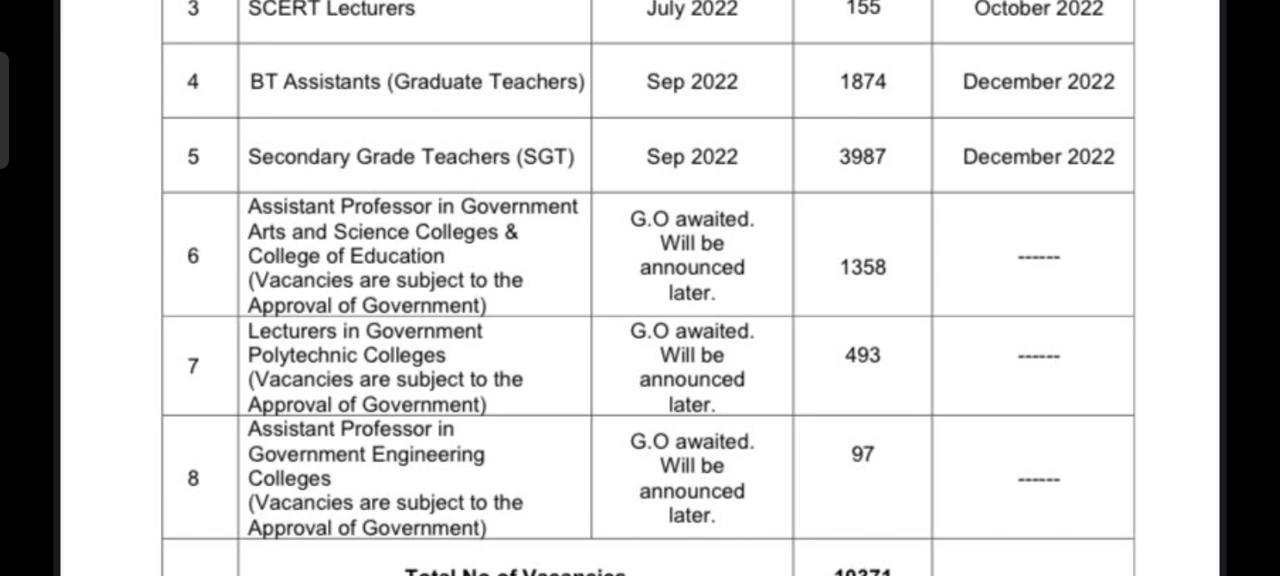 3 SCERT Lecturers July 2022 155 October 2022
4 BT Assistants (Graduate Teachers) Sep 2022 1874 December 2022
5 Secondary Grade Teachers (SGT) Sep 2022 3987 December 2022
6
Assistant Professor in Government
Arts and Science Colleges &
College of Education
(Vacancies are subject to the
Approval of Government)
G.O awaited.
Will be
announced
later.
1358
------
7
Lecturers in Government
Polytechnic Colleges
(Vacancies are subject to the
Approval of Government)
G.O awaited.
Will be
announced
later.
493
------
8
Assistant Professor in
Government Engineering
Colleges
(Vacancies are subject to the
Approval of Government)
G.O awaited.
Will be
announced
later.
97
------
Total No of Vacancies 10371